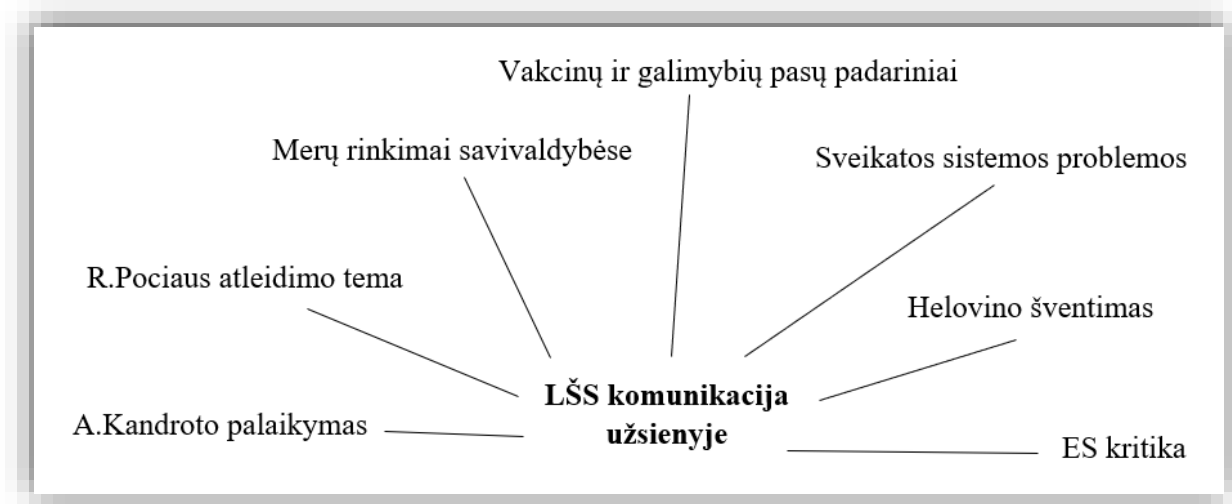 Vakcinų ir galimybių pasų padariniai
Merų rinkimai savivaldybėse
Sveikatos sistemos problemos
R.Pociaus atleidimo tema
Helovino šventimas
LŠS komunikacija
užsienyje
A.Kandroto palaikymas
ES kritika